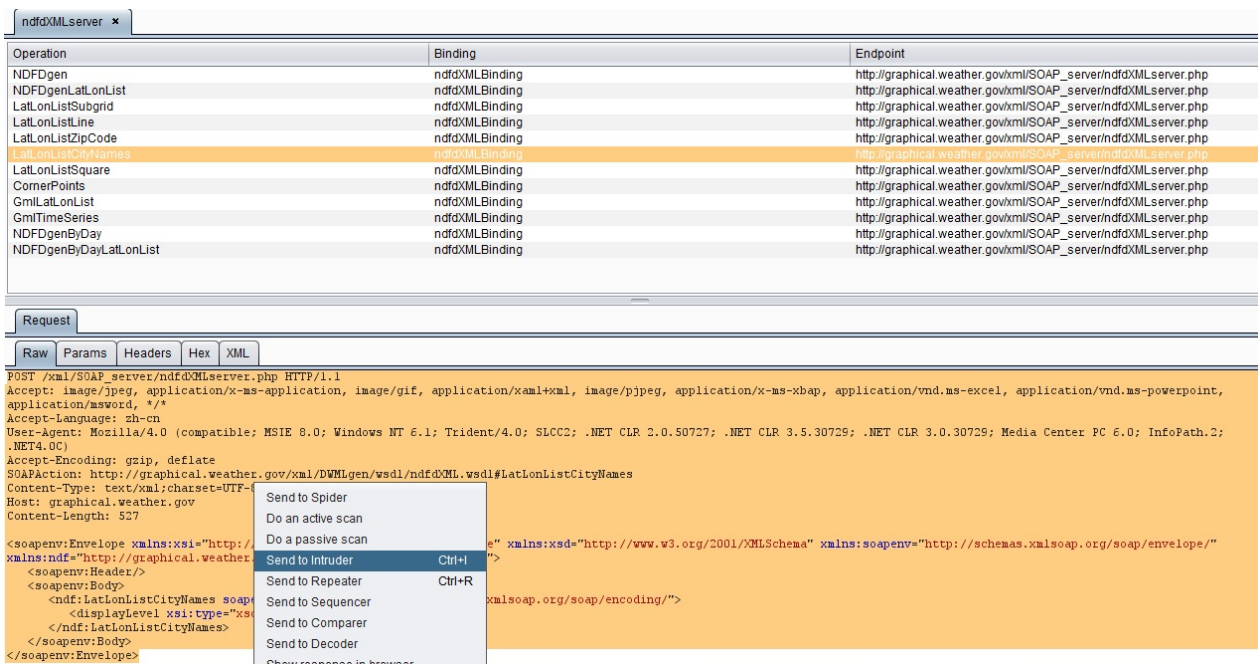 ndfdXMLserver ×
Operation Binding Endpoint
NDFDgen ndfdXMLBinding http://graphical.weather.gov/xml/SOAP_server/ndfdXMLserver.php
NDFDgenLatLonList ndfdXMLBinding http://graphical.weather.gov/xml/SOAP_server/ndfdXMLserver.php
LatLonListSubgrid ndfdXMLBinding http://graphical.weather.gov/xml/SOAP_server/ndfdXMLserver.php
LatLonListLine ndfdXMLBinding http://graphical.weather.gov/xml/SOAP_server/ndfdXMLserver.php
LatLonListZipCode ndfdXMLBinding http://graphical.weather.gov/xml/SOAP_server/ndfdXMLserver.php
LatLonListCityNames ndfdXMLBinding http://graphical.weather.gov/xml/SOAP_server/ndfdXMLserver.php
LatLonListSquare ndfdXMLBinding http://graphical.weather.gov/xml/SOAP_server/ndfdXMLserver.php
CornerPoints ndfdXMLBinding http://graphical.weather.gov/xml/SOAP_server/ndfdXMLserver.php
GmlLatLonList ndfdXMLBinding http://graphical.weather.gov/xml/SOAP_server/ndfdXMLserver.php
GmlTimeSeries ndfdXMLBinding http://graphical.weather.gov/xml/SOAP_server/ndfdXMLserver.php
NDFDgenByDay ndfdXMLBinding http://graphical.weather.gov/xml/SOAP_server/ndfdXMLserver.php
NDFDgenByDayLatLonList ndfdXMLBinding http://graphical.weather.gov/xml/SOAP_server/ndfdXMLserver.php
Request
Raw Params Headers Hex XML
POST /xml/SOAP_server/ndfdXMLserver.php HTTP/1.1
Accept: image/jpeg, application/x-ms-application, image/gif, application/xaml+xml, image/pjpeg, application/x-ms-xbap, application/vnd.ms-excel, application/vnd.ms-powerpoint,
application/msword, */*
Accept-Language: zh-cn
User-Agent: Mozilla/4.0 (compatible; MSIE 8.0; Windows NT 6.1; Trident/4.0; SLCC2; .NET CLR 2.0.50727; .NET CLR 3.5.30729; .NET CLR 3.0.30729; Media Center PC 6.0; InfoPath.2;
.NET4.0C)
Accept-Encoding: gzip, deflate
SOAPAction: http://graphical.weather.gov/xml/DWMLgen/wsdl/ndfdXML.wsdl#LatLonListCityNames
Content-Type: text/xml;charset=UTF-8
Host: graphical.weather.gov
Content-Length: 527
<soapenv:Envelope xmlns:xsi="http:/ e" xmlns:xsd="http://www.w3.org/2001/XMLSchema" xmlns:soapenv="http://schemas.xmlsoap.org/soap/envelope/"
xmlns:ndf="http://graphical.weather. ">
<soapenv:Header/>
<soapenv:Body>
<ndf:LatLonListCityNames soape xmlsoap.org/soap/encoding/">
<displayLevel xsi:type="xsd
</ndf:LatLonListCityNames>
</soapenv:Body>
</soapenv:Envelope>
Send to Spider
Do an active scan
Do a passive scan
Send to Intruder Ctrl+I
Send to Repeater Ctrl+R
Send to Sequencer
Send to Comparer
Send to Decoder
Show response in browser